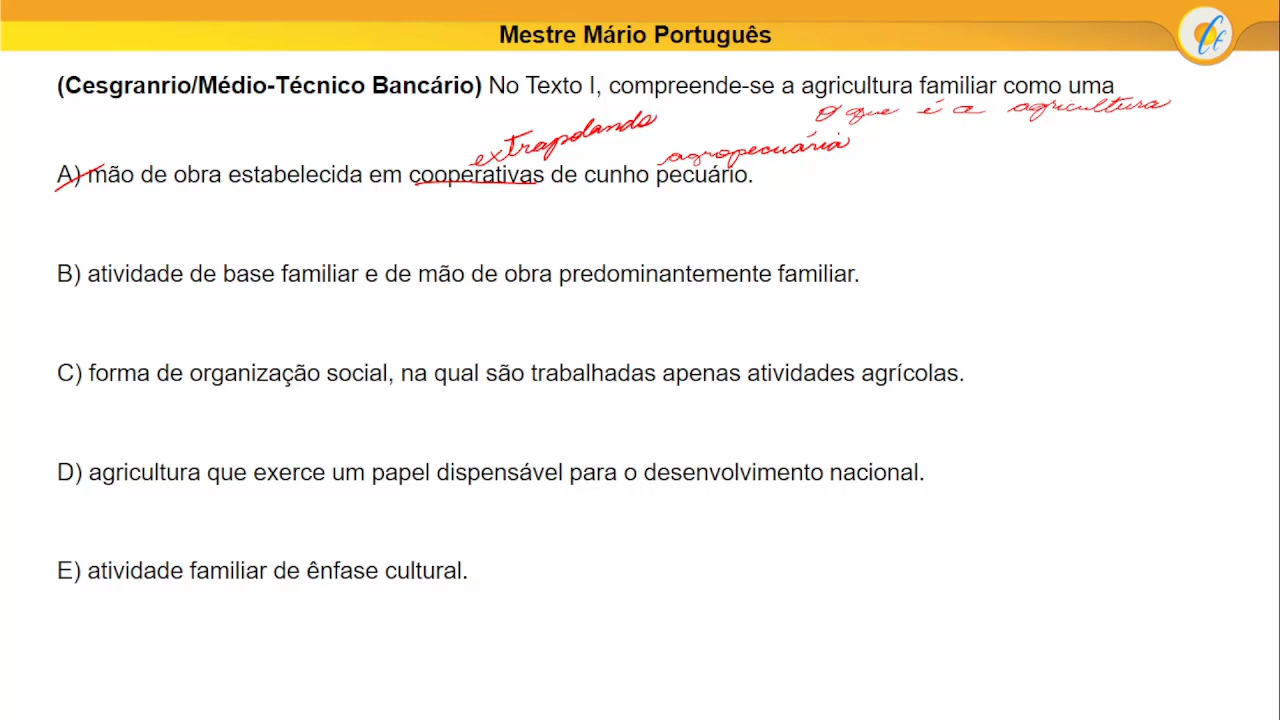 Mestre Mário Português
(Cesgranrio/Médio-Técnico Bancário) No Texto I, compreende-se a agricultura familiar como uma
O que é a agricultura
extrapolando
agropecuária
A) mão de obra estabelecida em cooperativas de cunho pecuário.
B) atividade de base familiar e de mão de obra predominantemente familiar.
C) forma de organização social, na qual são trabalhadas apenas atividades agrícolas.
D) agricultura que exerce um papel dispensável para o desenvolvimento nacional.
E) atividade familiar de ênfase cultural.